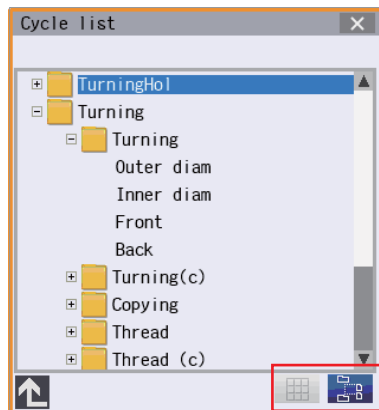 Cycle list
TurningHol
Turning
Turning
Outer diam
Inner diam
Front
Back
Turning(c)
Copying
Thread
Thread (c)